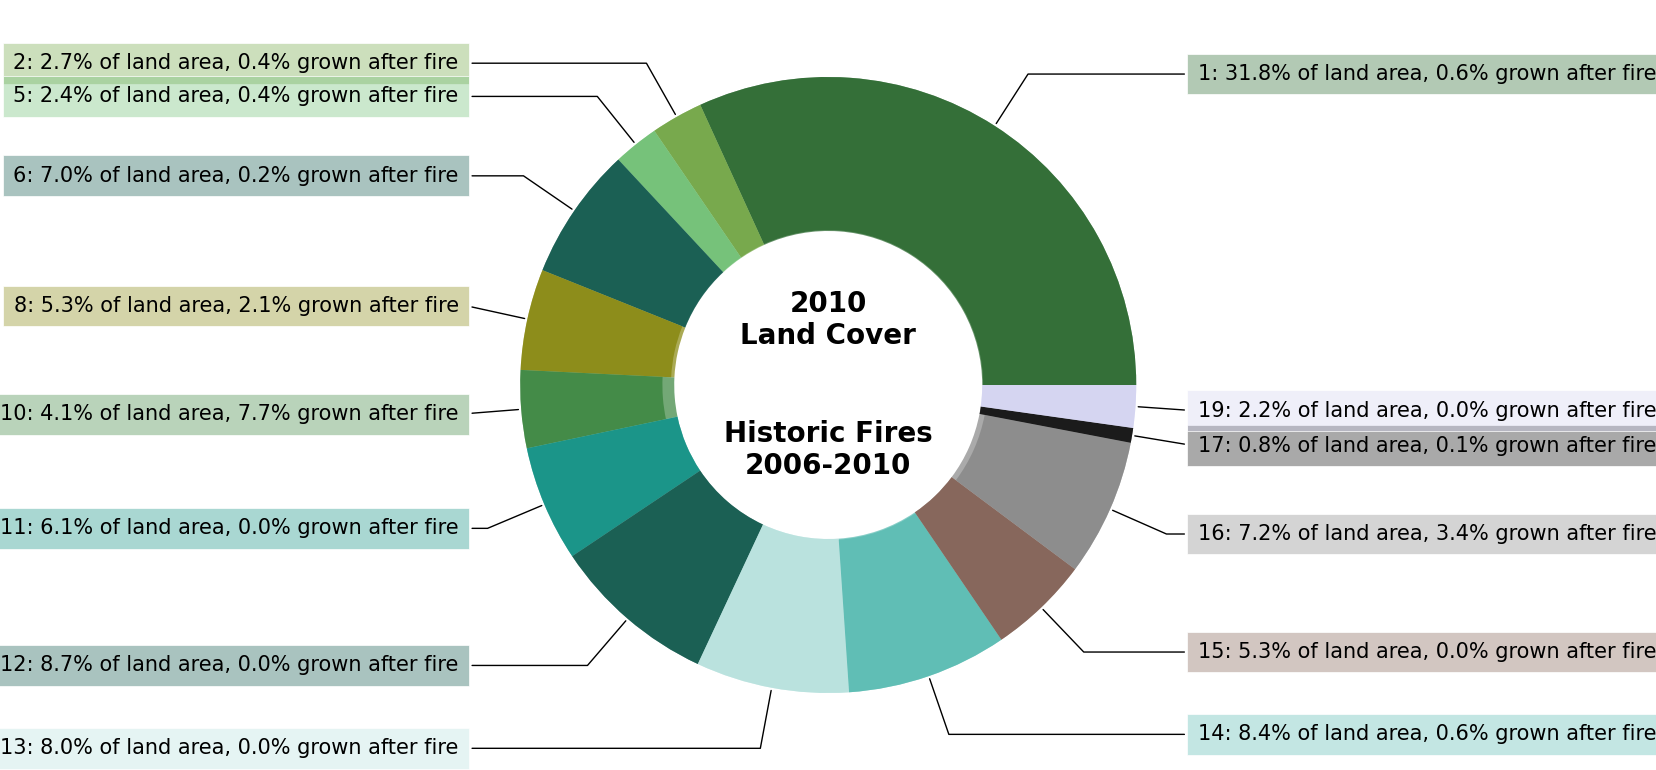 2: 2.7% of land area, 0.4% grown after fire
5: 2.4% of land area, 0.4% grown after fire
6: 7.0% of land area, 0.2% grown after fire
8: 5.3% of land area, 2.1% grown after fire
10: 4.1% of land area, 7.7% grown after fire
11: 6.1% of land area, 0.0% grown after fire
12: 8.7% of land area, 0.0% grown after fire
13: 8.0% of land area, 0.0% grown after fire
2010
Land Cover
Historic Fires
2006-2010
1: 31.8% of land area, 0.6% grown after fire
19: 2.2% of land area, 0.0% grown after fire
17: 0.8% of land area, 0.1% grown after fire
16: 7.2% of land area, 3.4% grown after fire
15: 5.3% of land area, 0.0% grown after fire
14: 8.4% of land area, 0.6% grown after fire